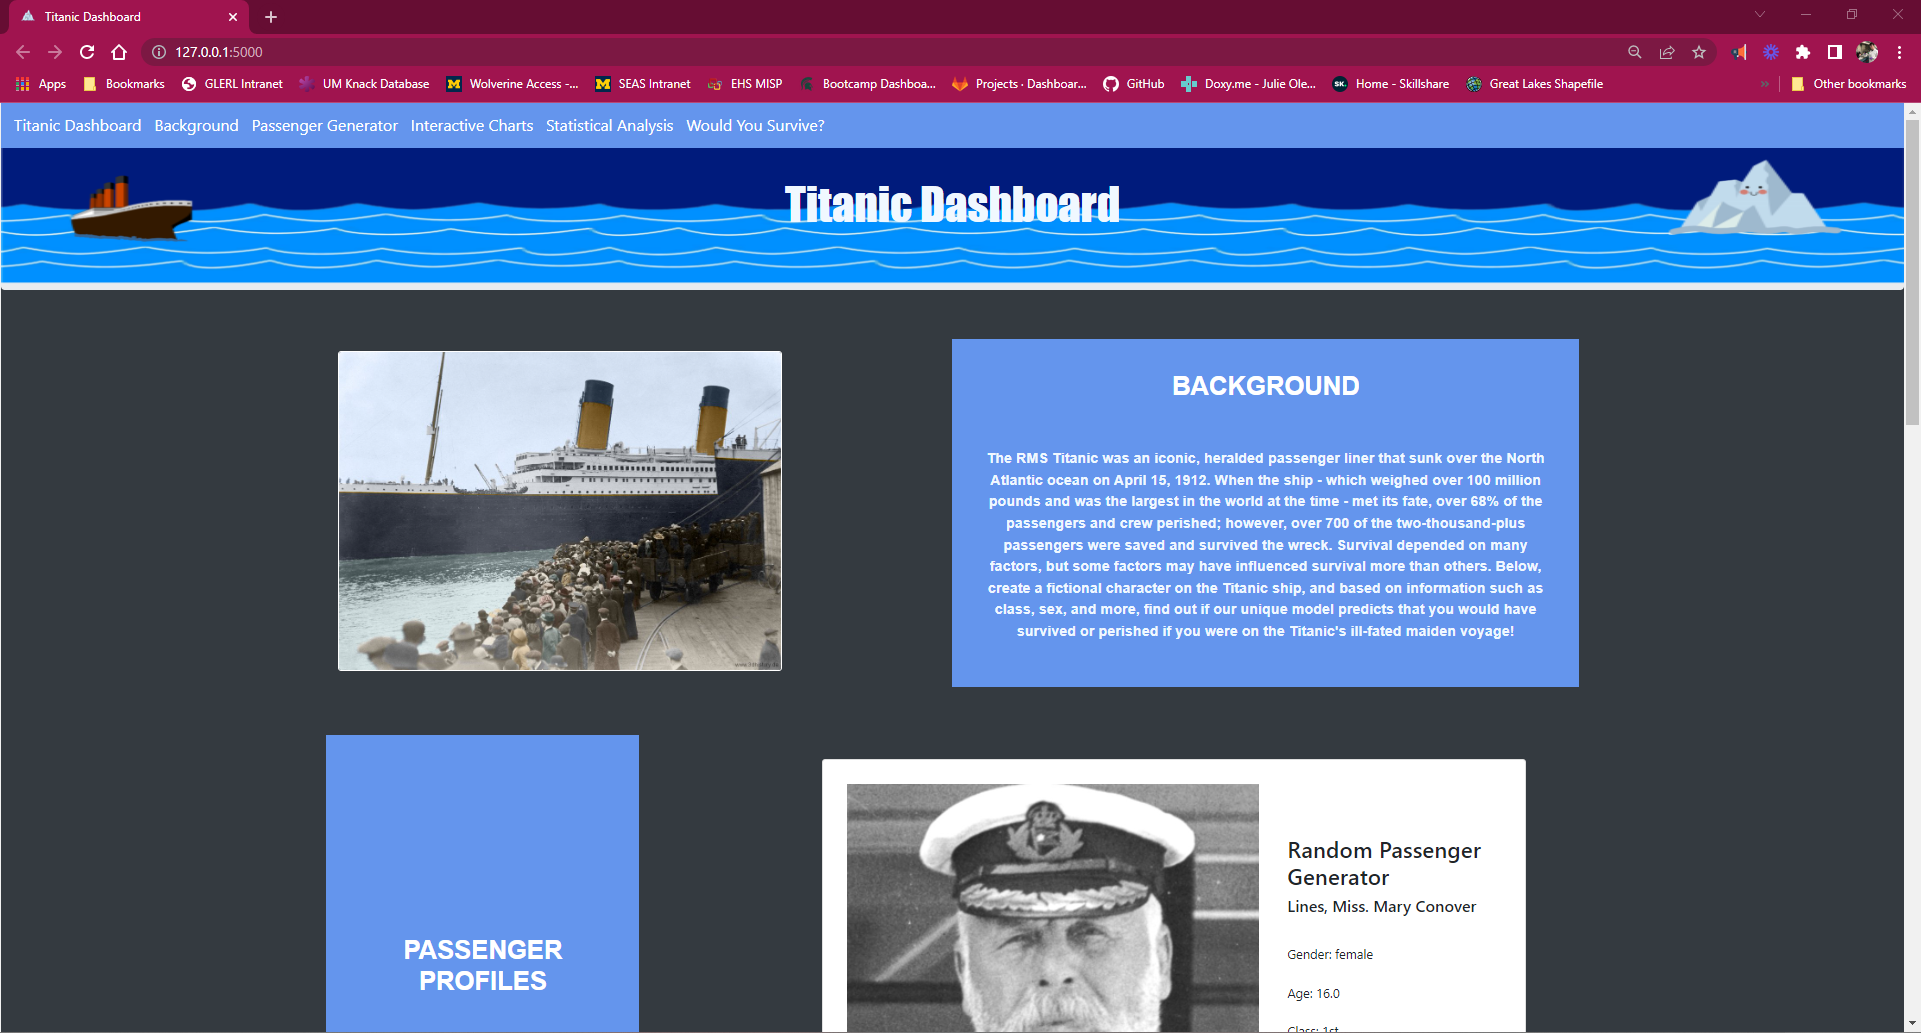 Titanic Dashboard
127.0.0.1:5000
Apps Bookmarks GLERL Intranet UM Knack Database Wolverine Access -... SEAS Intranet EHS MISP Bootcamp Dashboa... Projects · Dashboar... GitHub Doxy.me - Julie Ole... Home - Skillshare Great Lakes Shapefile » Other bookmarks
Titanic Dashboard Background Passenger Generator Interactive Charts Statistical Analysis Would You Survive?
Titanic Dashboard
BACKGROUND
The RMS Titanic was an iconic, heralded passenger liner that sunk over the North
Atlantic ocean on April 15, 1912. When the ship - which weighed over 100 million
pounds and was the largest in the world at the time - met its fate, over 68% of the
passengers and crew perished; however, over 700 of the two-thousand-plus
passengers were saved and survived the wreck. Survival depended on many
factors, but some factors may have influenced survival more than others. Below,
create a fictional character on the Titanic ship, and based on information such as
class, sex, and more, find out if our unique model predicts that you would have
survived or perished if you were on the Titanic's ill-fated maiden voyage!
PASSENGER
PROFILES
Random Passenger
Generator
Lines, Miss. Mary Conover
Gender: female
Age: 16.0
Class: 1st